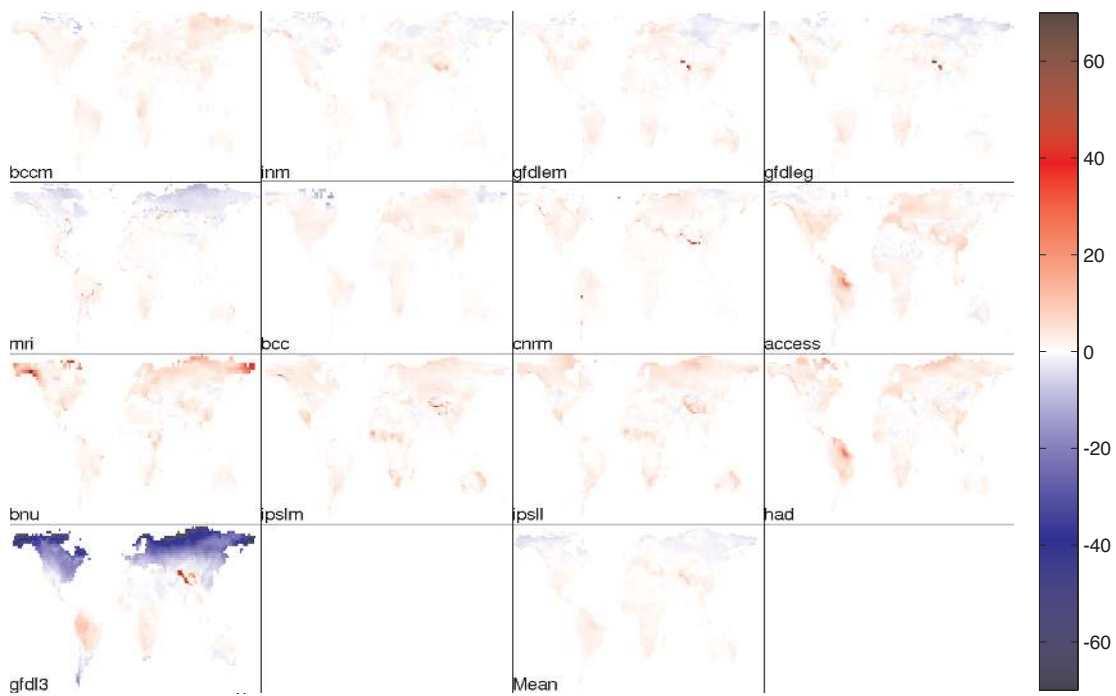 bccm
inm
gfdlem
gfdleg
mri
bcc
cnrm
access
bnu
ipslm
ipsll
had
gfdl3
Mean
60
40
20
0
-20
-40
-60